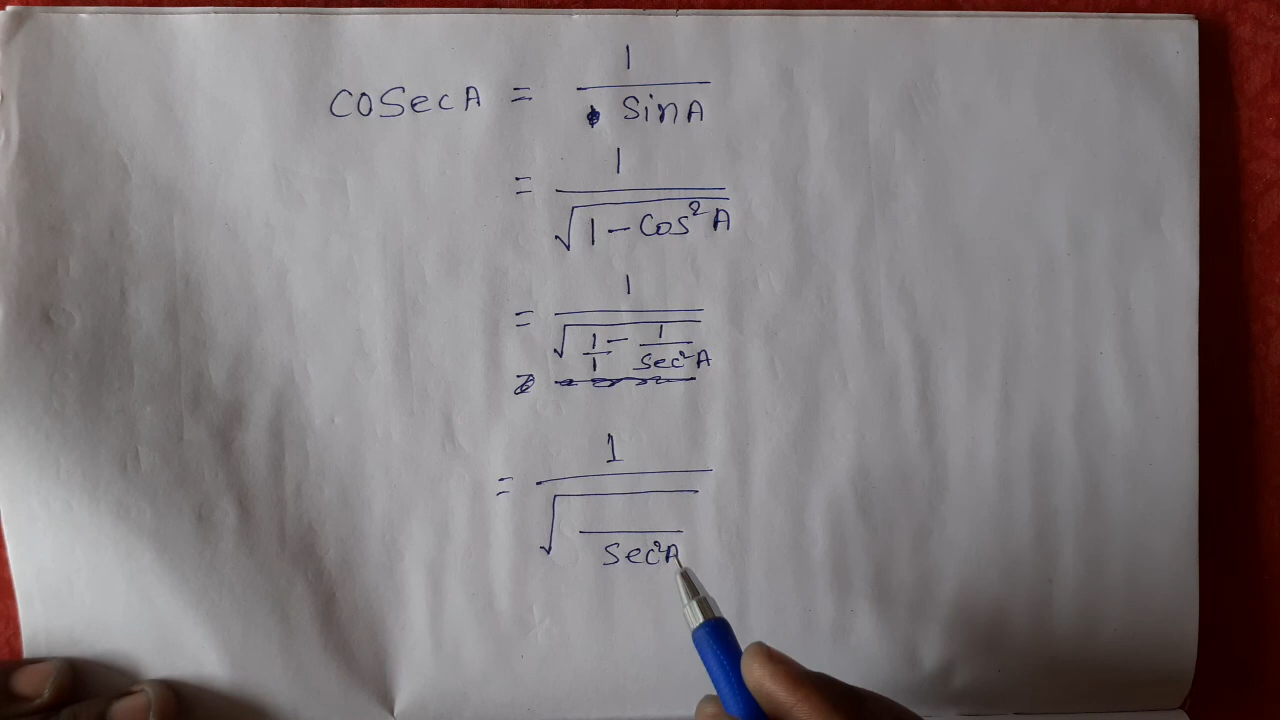 cosecA = 1/sinA
= 1/√(1-cos²A)
= 1/√(1/1 - 1/sec²A)
= 1/√( /sec²A)